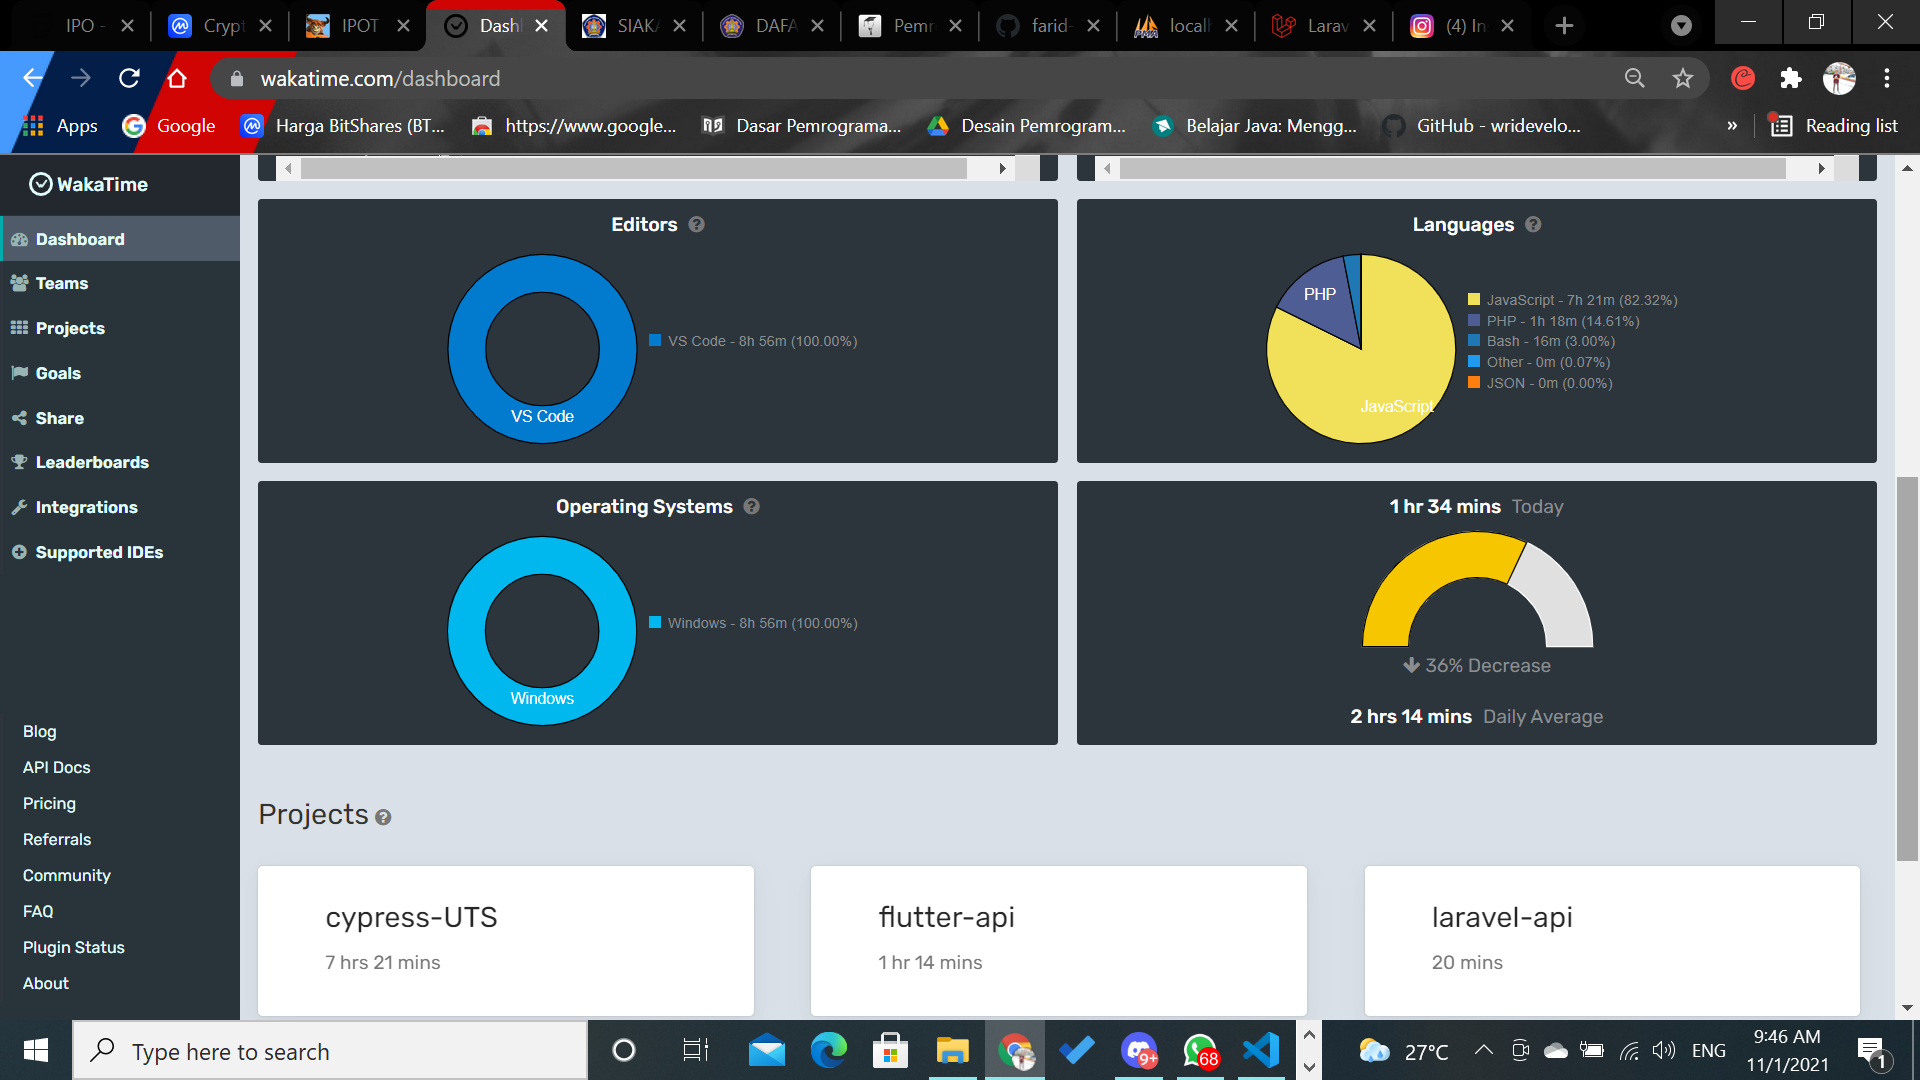 IPO -
Crypt
IPOT
Dashl
SIAKA
DAFA
Pemr
farid-
localh
Larav
(4) In
wakatime.com/dashboard
Apps
Google
Harga BitShares (BT...
https://www.google...
Dasar Pemrograma...
Desain Pemrogram...
Belajar Java: Mengg...
GitHub - wridevelo...
»
Reading list
WakaTime
Dashboard
Teams
Projects
Goals
Share
Leaderboards
Integrations
Supported IDEs
Blog
API Docs
Pricing
Referrals
Community
FAQ
Plugin Status
About
Editors
VS Code
VS Code - 8h 56m (100.00%)
Languages
PHP
JavaScript
JavaScript - 7h 21m (82.32%)
PHP - 1h 18m (14.61%)
Bash - 16m (3.00%)
Other - 0m (0.07%)
JSON - 0m (0.00%)
Operating Systems
Windows
Windows - 8h 56m (100.00%)
1 hr 34 mins Today
36% Decrease
2 hrs 14 mins Daily Average
Projects
cypress-UTS
7 hrs 21 mins
flutter-api
1 hr 14 mins
laravel-api
20 mins
Type here to search
9+
68
27°C
ENG
9:46 AM
11/1/2021
1